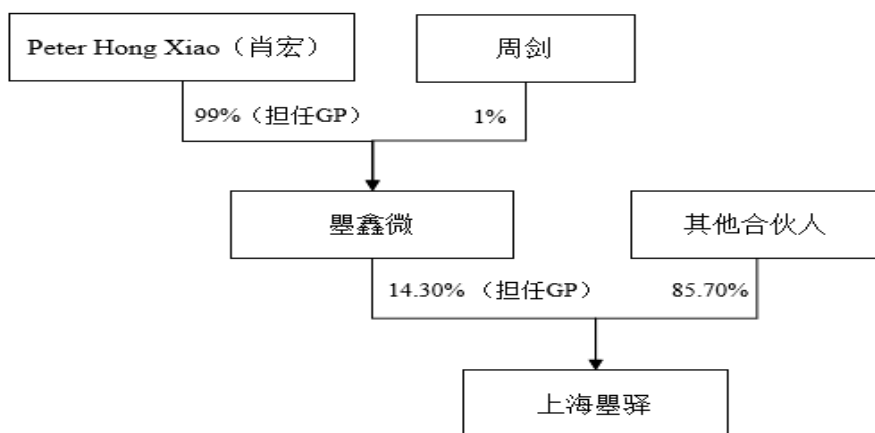 Peter Hong Xiao（肖宏）
周剑
99%（担任GP）
1%
曌鑫微
其他合伙人
14.30% （担任GP）
85.70%
上海曌驿